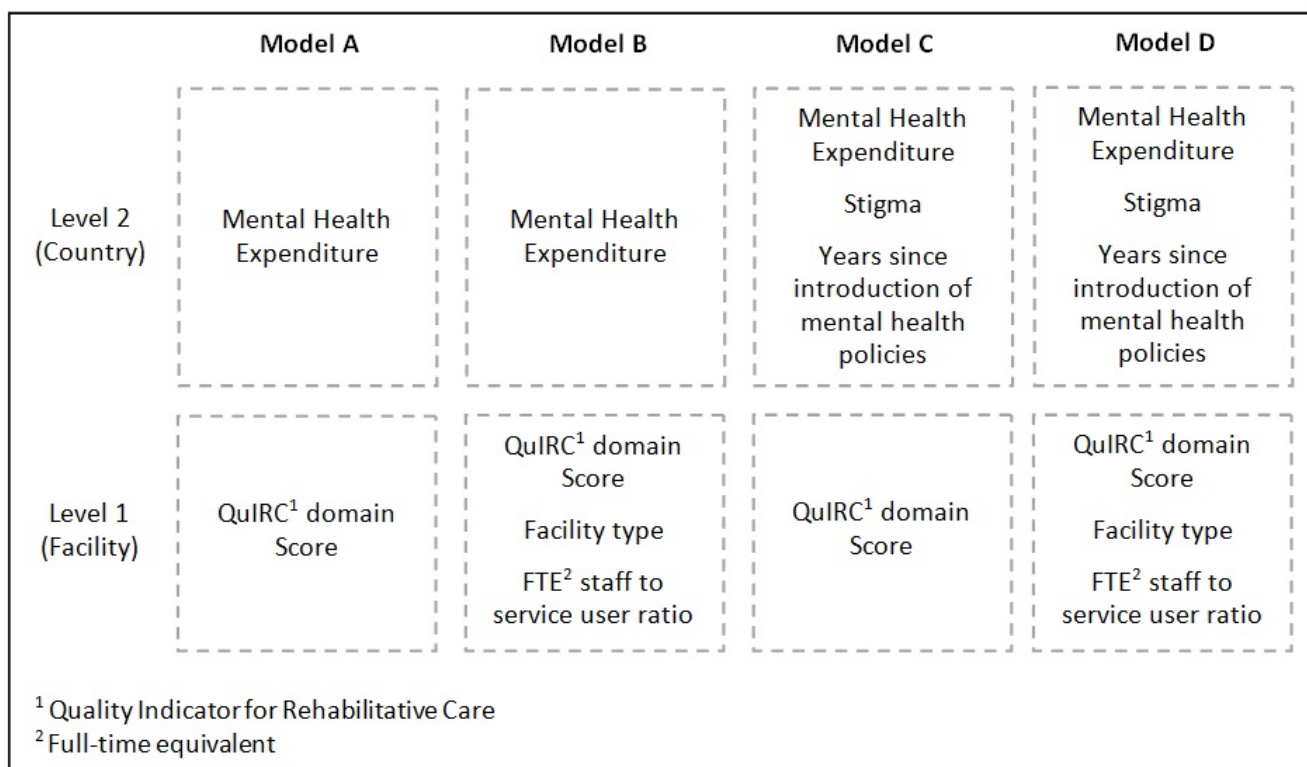 Model A
Model B
Model C
Model D
Level 2
(Country)
Mental Health
Expenditure
Mental Health
Expenditure
Mental Health
Expenditure
Stigma
Years since
introduction of
mental health
policies
Mental Health
Expenditure
Stigma
Years since
introduction of
mental health
policies
Level 1
(Facility)
QuIRC¹ domain
Score
QuIRC¹ domain
Score
Facility type
FTE² staff to
service user ratio
QuIRC¹ domain
Score
QuIRC¹ domain
Score
Facility type
FTE² staff to
service user ratio
¹ Quality Indicator for Rehabilitative Care
² Full-time equivalent